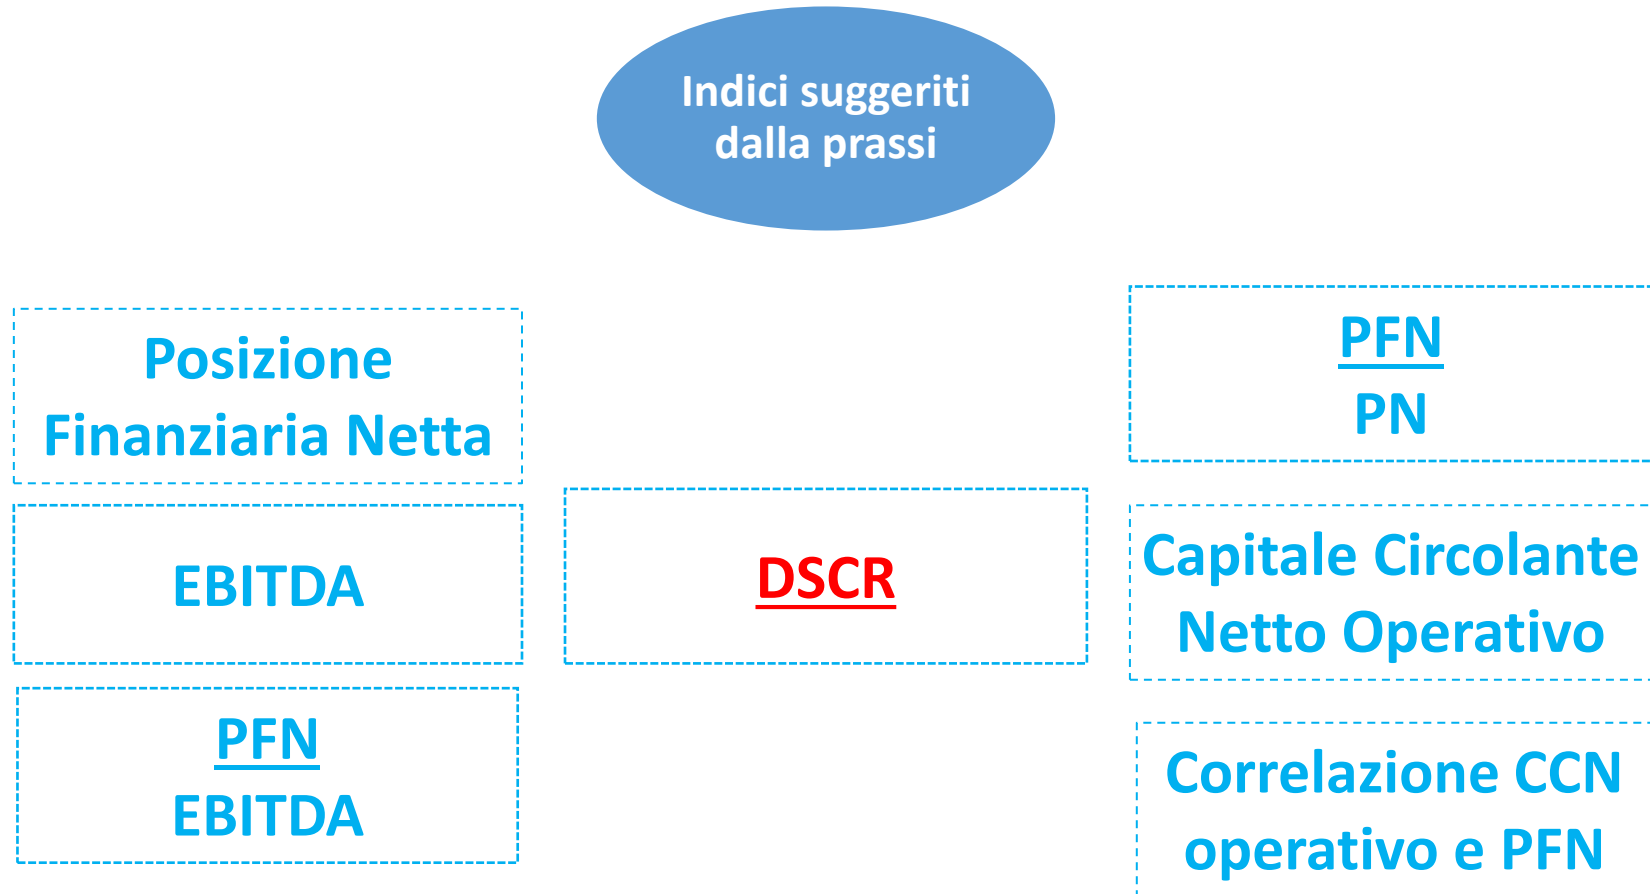 Indici suggeriti
dalla prassi
Posizione
Finanziaria Netta
EBITDA
PFN
EBITDA
DSCR
PFN
PN
Capitale Circolante
Netto Operativo
Correlazione CCN
operativo e PFN